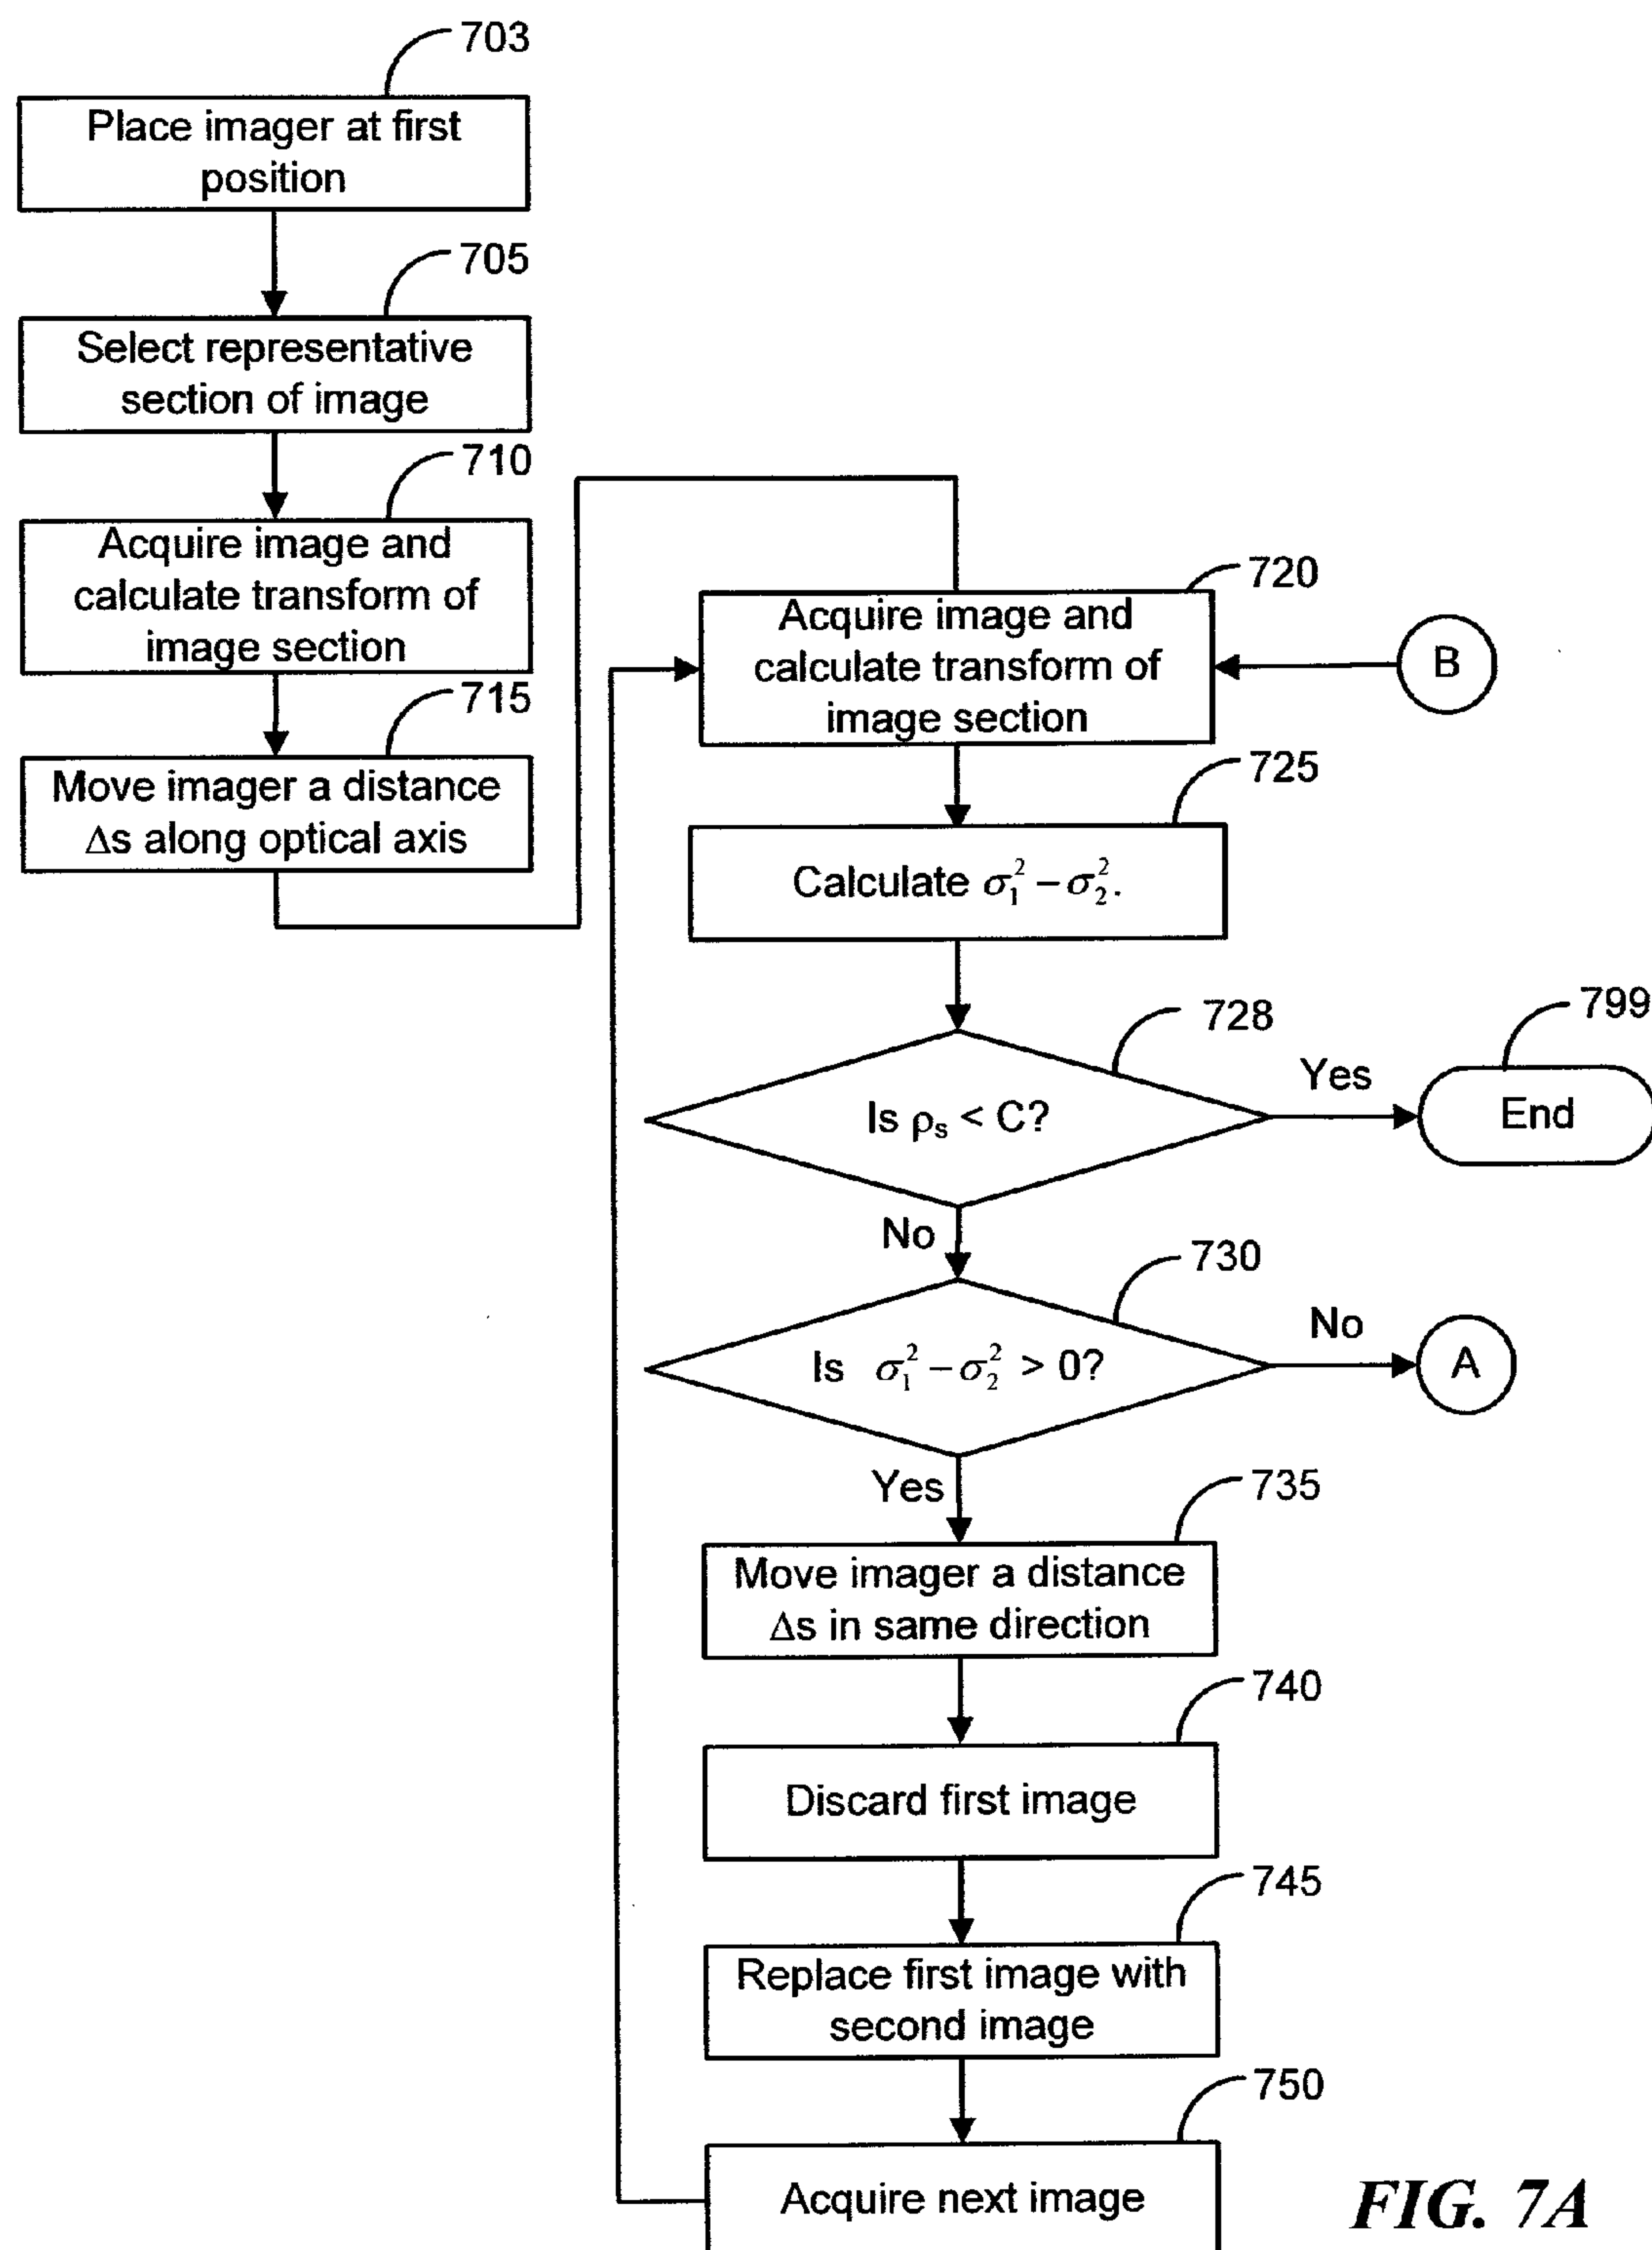 703
Place imager at first
position
705
Select representative
section of image
710
Acquire image and
calculate transform of
image section
715
Move imager a distance
Δs along optical axis
720
Acquire image and
calculate transform of
image section
B
725
Calculate σ₁² – σ₂².
728
Is ρₛ < C?
Yes
799
End
No
730
Is σ₁² – σ₂² > 0?
No
A
Yes
735
Move imager a distance
Δs in same direction
740
Discard first image
745
Replace first image with
second image
750
Acquire next image
FIG. 7A